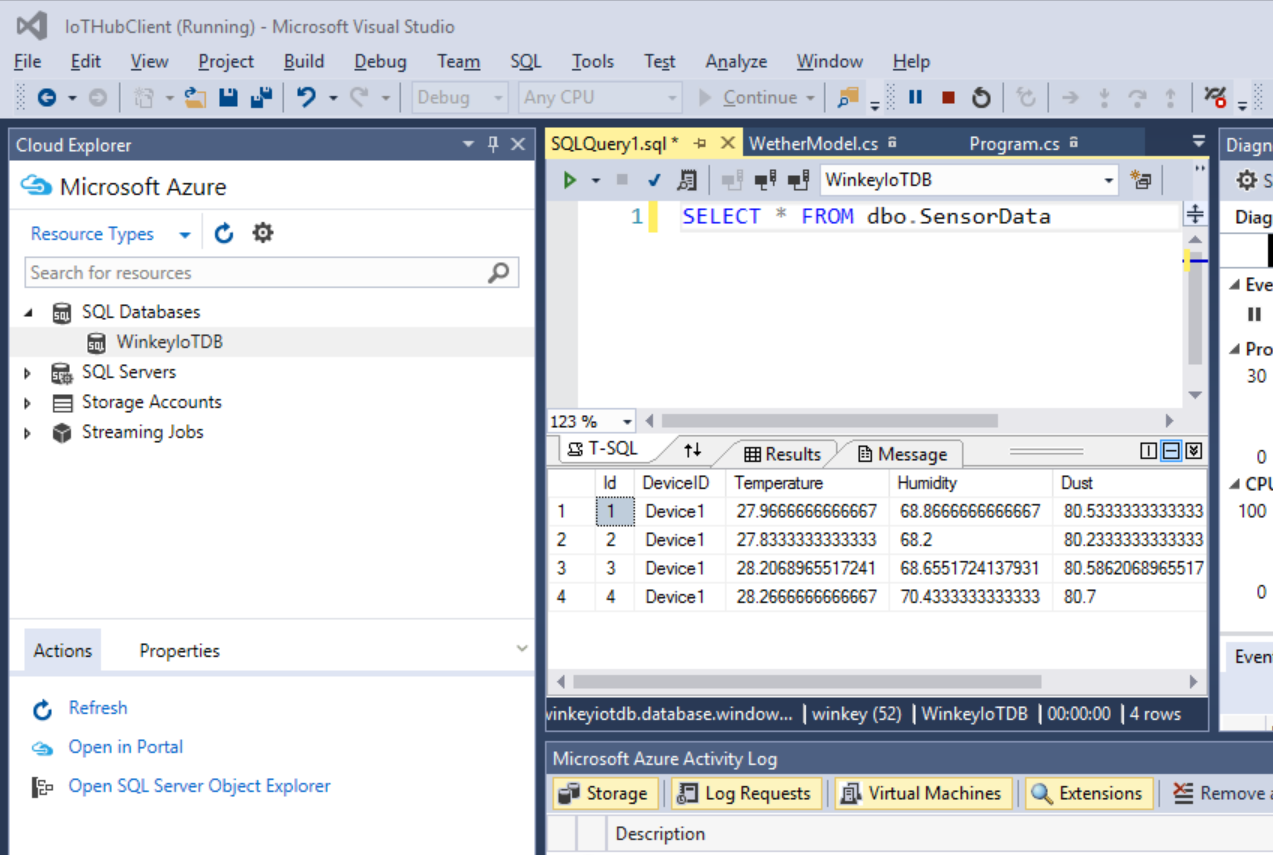 IoTHubClient (Running) - Microsoft Visual Studio
File Edit View Project Build Debug Team SQL Tools Test Analyze Window Help
Debug Any CPU Continue
Cloud Explorer
Microsoft Azure
Resource Types
Search for resources
SQL Databases
WinkeyIoTDB
SQL Servers
Storage Accounts
Streaming Jobs
Actions Properties
Refresh
Open in Portal
Open SQL Server Object Explorer
SQLQuery1.sql * WetherModel.cs Program.cs
WinkeyIoTDB
1 SELECT * FROM dbo.SensorData
123 %
T-SQL Results Message
Id DeviceID Temperature Humidity Dust
1 1 Device1 27.9666666666667 68.8666666666667 80.5333333333333
2 2 Device1 27.8333333333333 68.2 80.2333333333333
3 3 Device1 28.2068965517241 68.6551724137931 80.5862068965517
4 4 Device1 28.2666666666667 70.4333333333333 80.7
winkeyiotdb.database.window... | winkey (52) | WinkeyIoTDB | 00:00:00 | 4 rows
Microsoft Azure Activity Log
Storage Log Requests Virtual Machines Extensions Remove a
Description
Diagn
S
Diag
Eve
Pro
30
0
CPU
100
0
Even